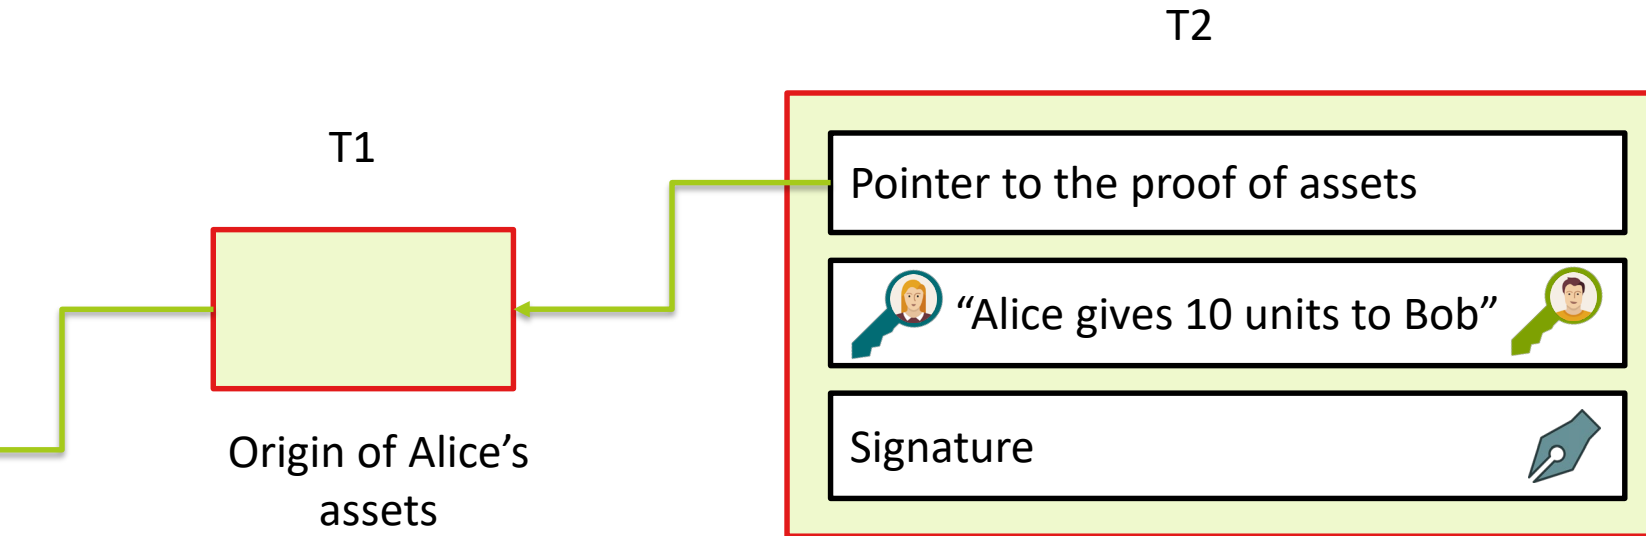 T2
T1
Pointer to the proof of assets
“Alice gives 10 units to Bob”
Signature
Origin of Alice’s
assets